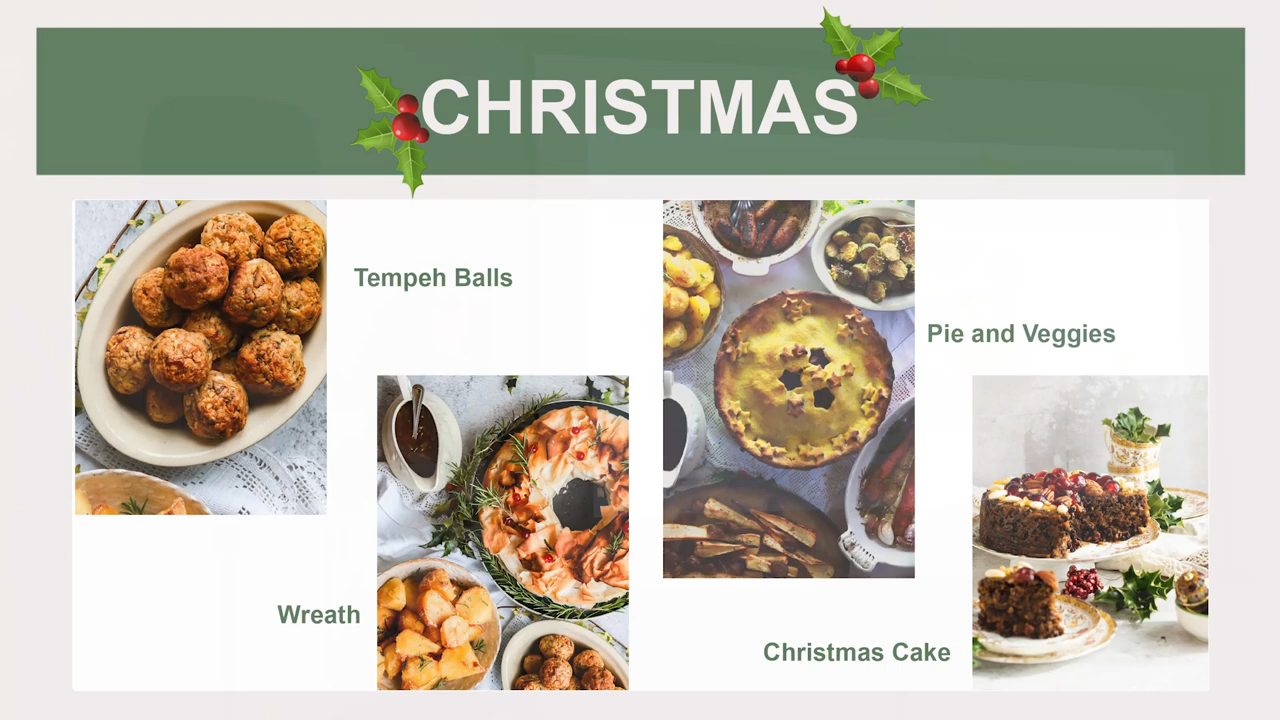 CHRISTMAS
Tempeh Balls
Pie and Veggies
Wreath
Christmas Cake